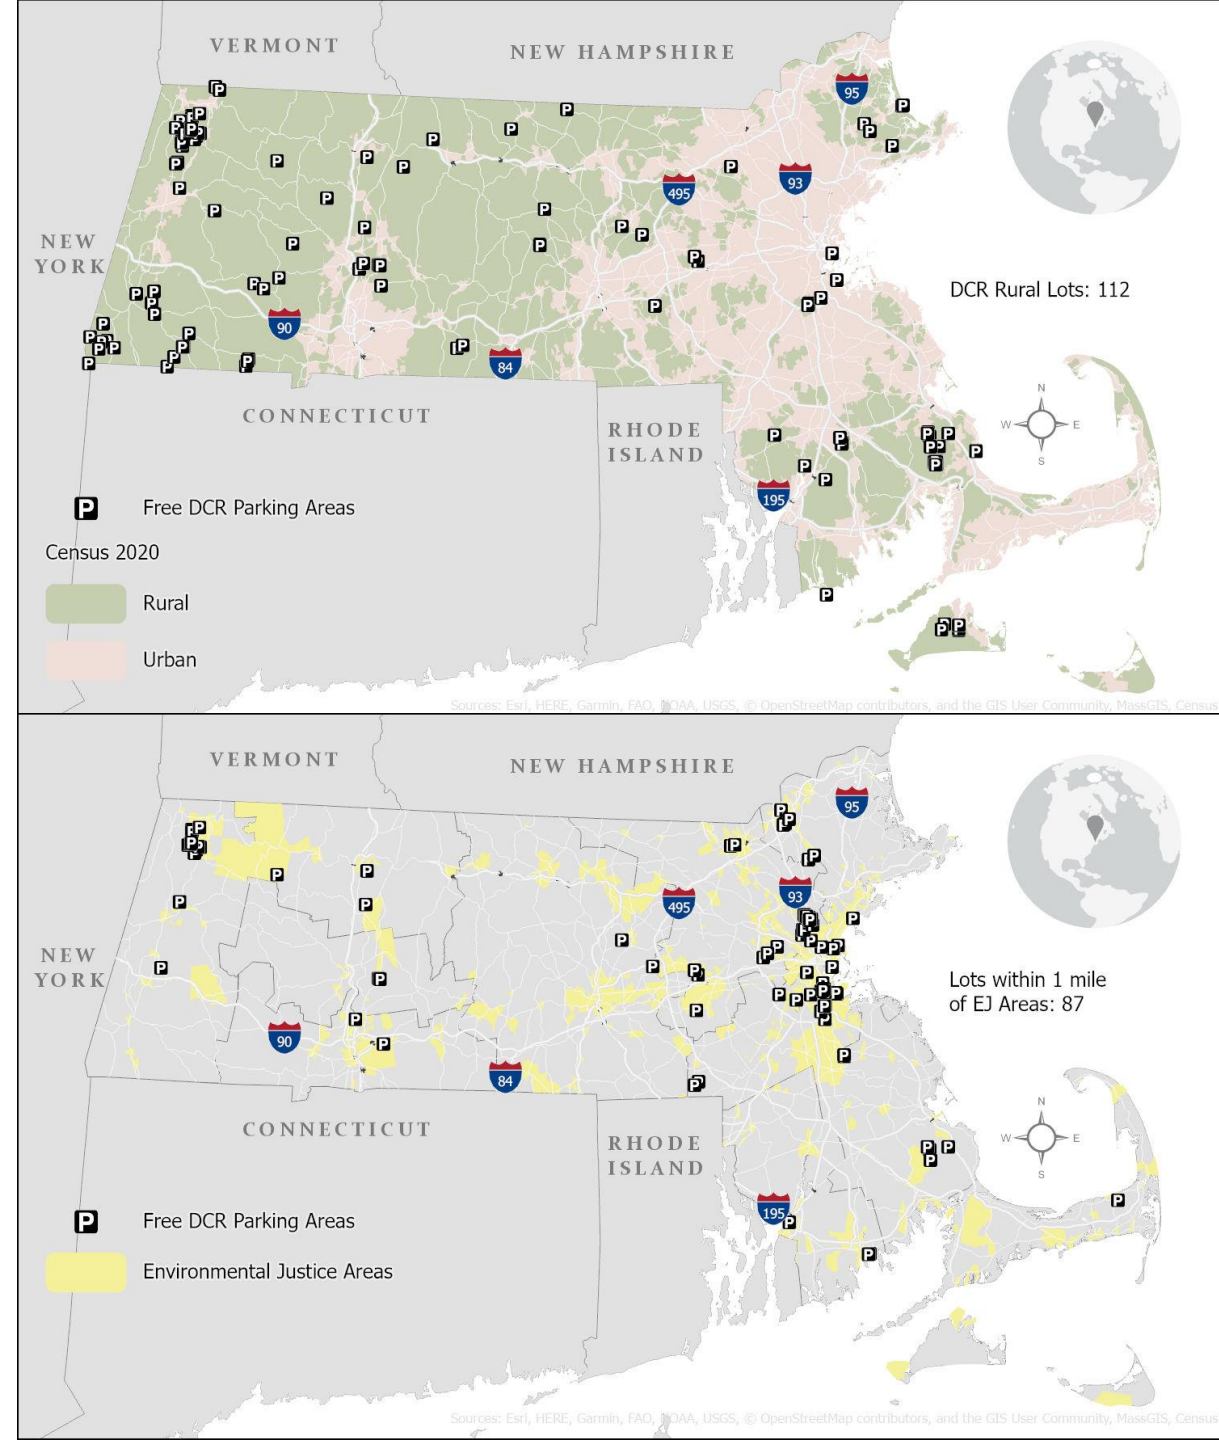 VERMONT
NEW HAMPSHIRE
95
495
93
NEW
YORK
DCR Rural Lots: 112
90
84
CONNECTICUT
RHODE
ISLAND
N
W
E
S
195
P
Free DCR Parking Areas
Census 2020
Rural
Urban
Sources: Esri, HERE, Garmin, FAO, NOAA, USGS, © OpenStreetMap contributors, and the GIS User Community, MassGIS, Census
VERMONT
NEW HAMPSHIRE
95
93
495
NEW
YORK
Lots within 1 mile
of EJ Areas: 87
90
84
CONNECTICUT
RHODE
ISLAND
N
W
E
S
195
P
Free DCR Parking Areas
Environmental Justice Areas
Sources: Esri, HERE, Garmin, FAO, NOAA, USGS, © OpenStreetMap contributors, and the GIS User Community, MassGIS, Census